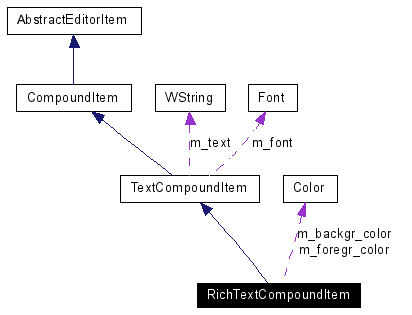 AbstractEditorItem
CompoundItem
WString
Font
m_text
m_font
TextCompoundItem
Color
m_backgr_color
m_foregr_color
RichTextCompoundItem